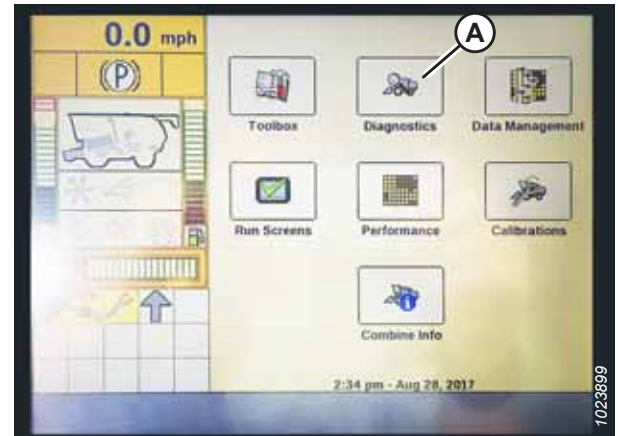 0.0 mph
A
(P)
Toolbox
Diagnostics
Data Management
Run Screens
Performance
Calibrations
Combine Info
2:34 pm - Aug 28, 2017
1023899